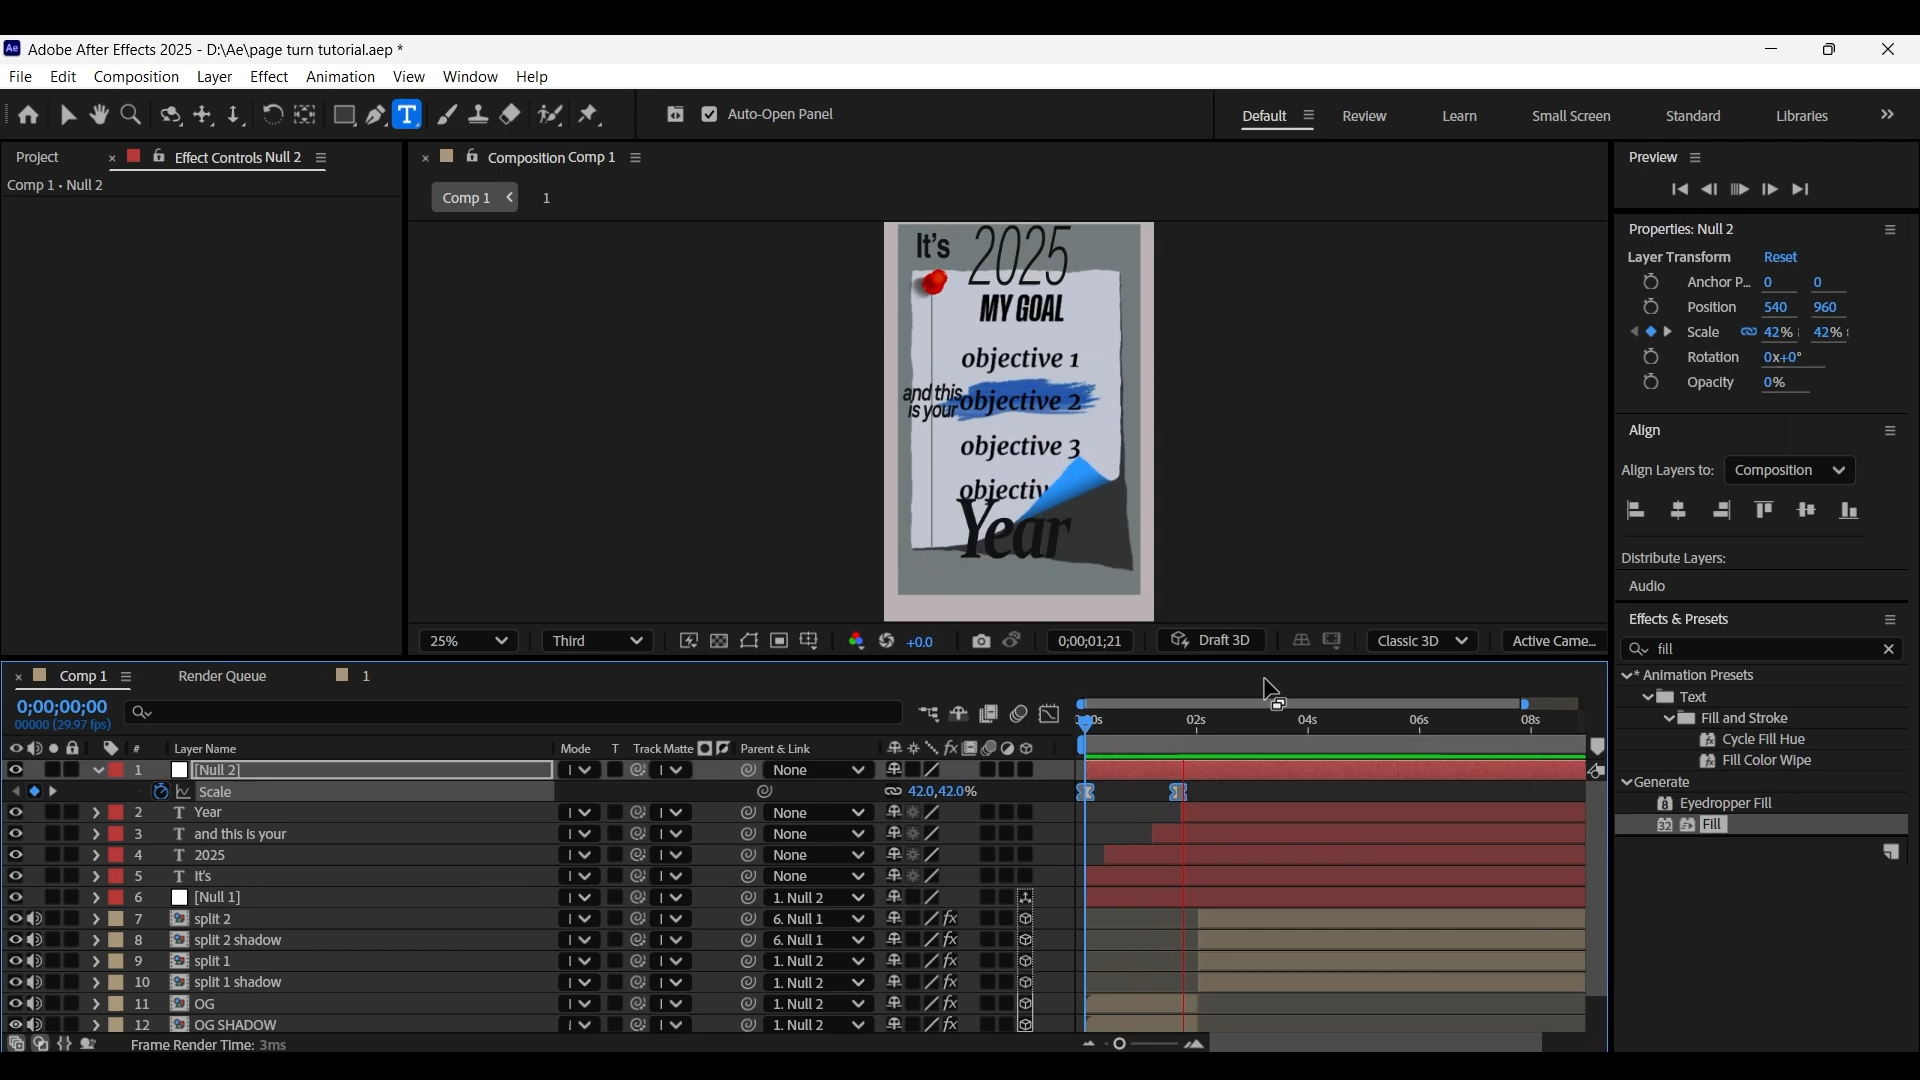 Ae Adobe After Effects 2025 - D:\Ae\page turn tutorial.aep *
File Edit Composition Layer Effect Animation View Window Help
T Auto-Open Panel Default Review Learn Small Screen Standard Libraries
Project Effect Controls Null 2
Comp 1 • Null 2
Composition Comp 1
Comp 1 1
It's
2025
MY GOAL
objective 1
and this
is your
objective 2
objective 3
objectiv
Year
25% Third +0.0 0;00;01;21 Draft 3D Classic 3D Active Came...
Preview
Properties: Null 2
Layer Transform Reset
Anchor P... 0 0
Position 540 960
Scale 42% 42%
Rotation 0x+0°
Opacity 0%
Align
Align Layers to: Composition
Distribute Layers:
Audio
Effects & Presets
fill
* Animation Presets
Text
Fill and Stroke
Cycle Fill Hue
Fill Color Wipe
Generate
8 Eyedropper Fill
32 Fill
Comp 1 Render Queue 1
0;00;00;00
00000 (29.97 fps)
02s 04s 06s 08s
# Layer Name Mode T Track Matte Parent & Link
1 [Null 2] None
Scale 42.0,42.0%
2 T Year None
3 T and this is your None
4 T 2025 None
5 T It's None
6 [Null 1] 1. Null 2
7 split 2 6. Null 1 fx
8 split 2 shadow 6. Null 1 fx
9 split 1 1. Null 2 fx
10 split 1 shadow 1. Null 2 fx
11 OG 1. Null 2 fx
12 OG SHADOW 1. Null 2 fx
Frame Render Time: 3ms